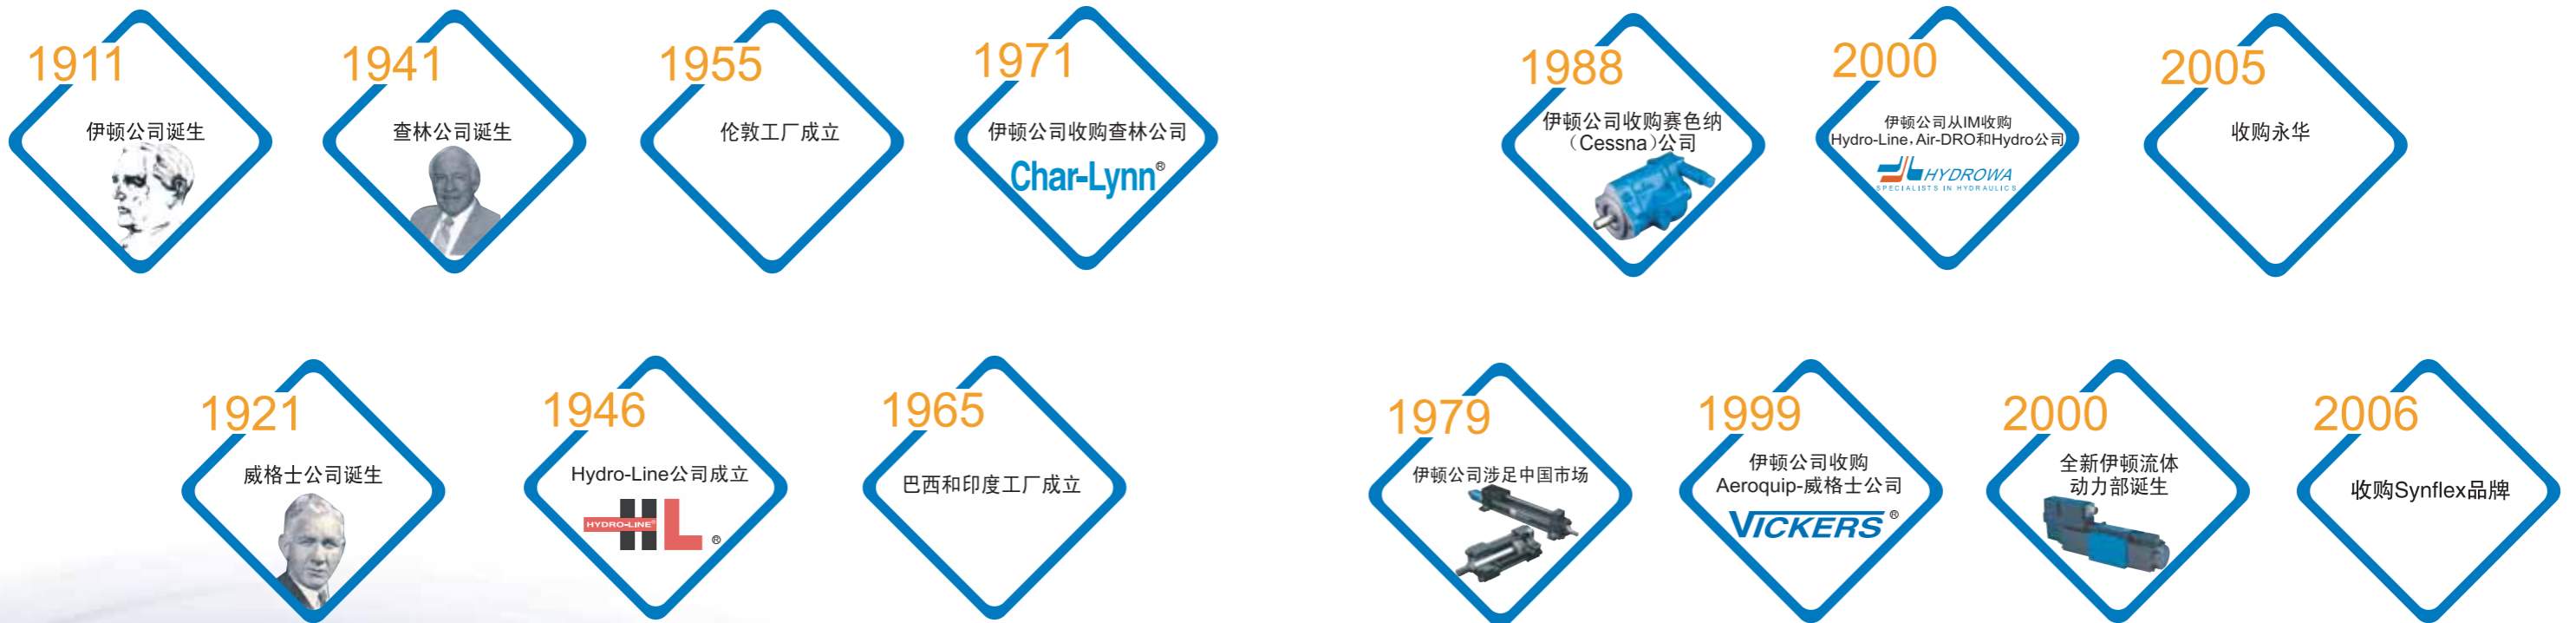 1911
伊顿公司诞生
1941
查林公司诞生
1955
伦敦工厂成立
1971
伊顿公司收购查林公司
Char-Lynn®
1988
伊顿公司收购赛色纳
（Cessna）公司
2000
伊顿公司从IM收购
Hydro-Line，Air-DRO和Hydro公司
HYDROWA
SPECIALISTS IN HYDRAULICS
2005
收购永华
1921
威格士公司诞生
1946
Hydro-Line公司成立
HYDRO-LINE®
HL®
1965
巴西和印度工厂成立
1979
伊顿公司涉足中国市场
1999
伊顿公司收购
Aeroquip-威格士公司
VICKERS®
2000
全新伊顿流体
动力部诞生
2006
收购Synflex品牌